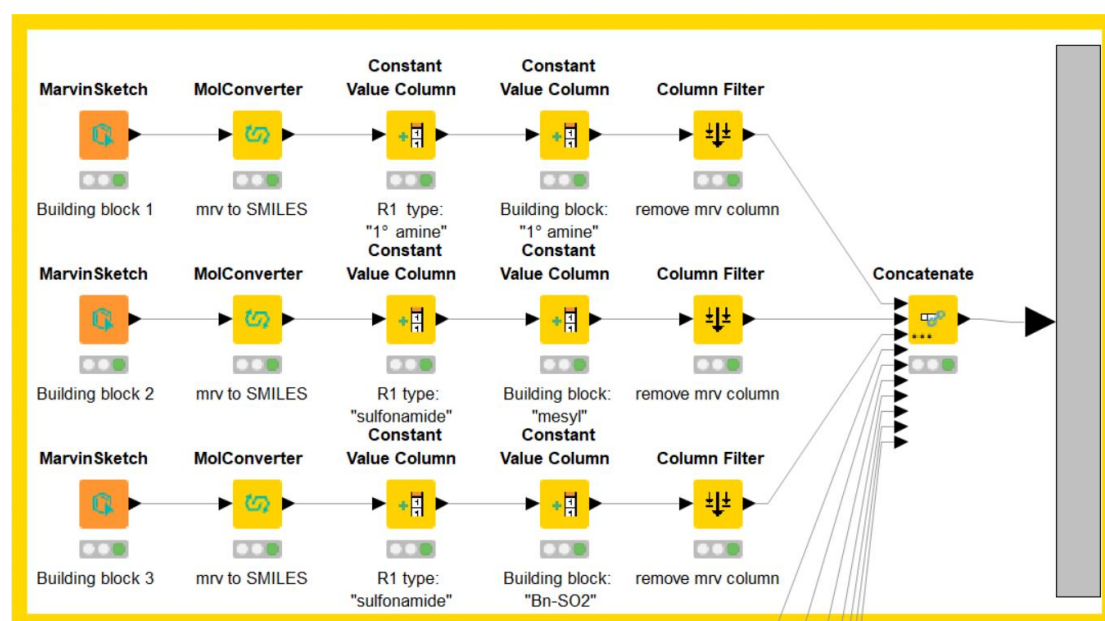 Constant Constant
MarvinSketch MolConverter Value Column Value Column Column Filter
Building block 1 mrv to SMILES R1 type: Building block: remove mrv column
"1° amine" "1° amine"
Constant Constant
MarvinSketch MolConverter Value Column Value Column Column Filter Concatenate
Building block 2 mrv to SMILES R1 type: Building block: remove mrv column
"sulfonamide" "mesyl"
Constant Constant
MarvinSketch MolConverter Value Column Value Column Column Filter
Building block 3 mrv to SMILES R1 type: Building block: remove mrv column
"sulfonamide" "Bn-SO2"